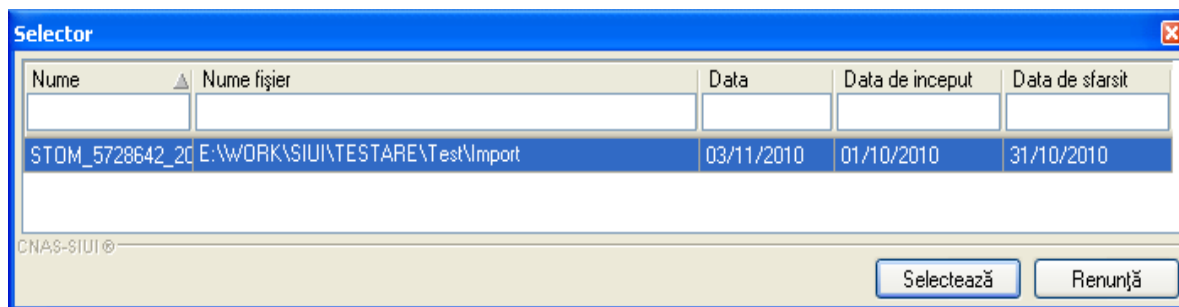 Selector
Nume Nume fişier Data Data de inceput Data de sfarsit
STOM_5728642_20 E:\WORK\SIUI\TESTARE\Test\Import 03/11/2010 01/10/2010 31/10/2010
CNAS-SIUI®
Selectează Renunţă